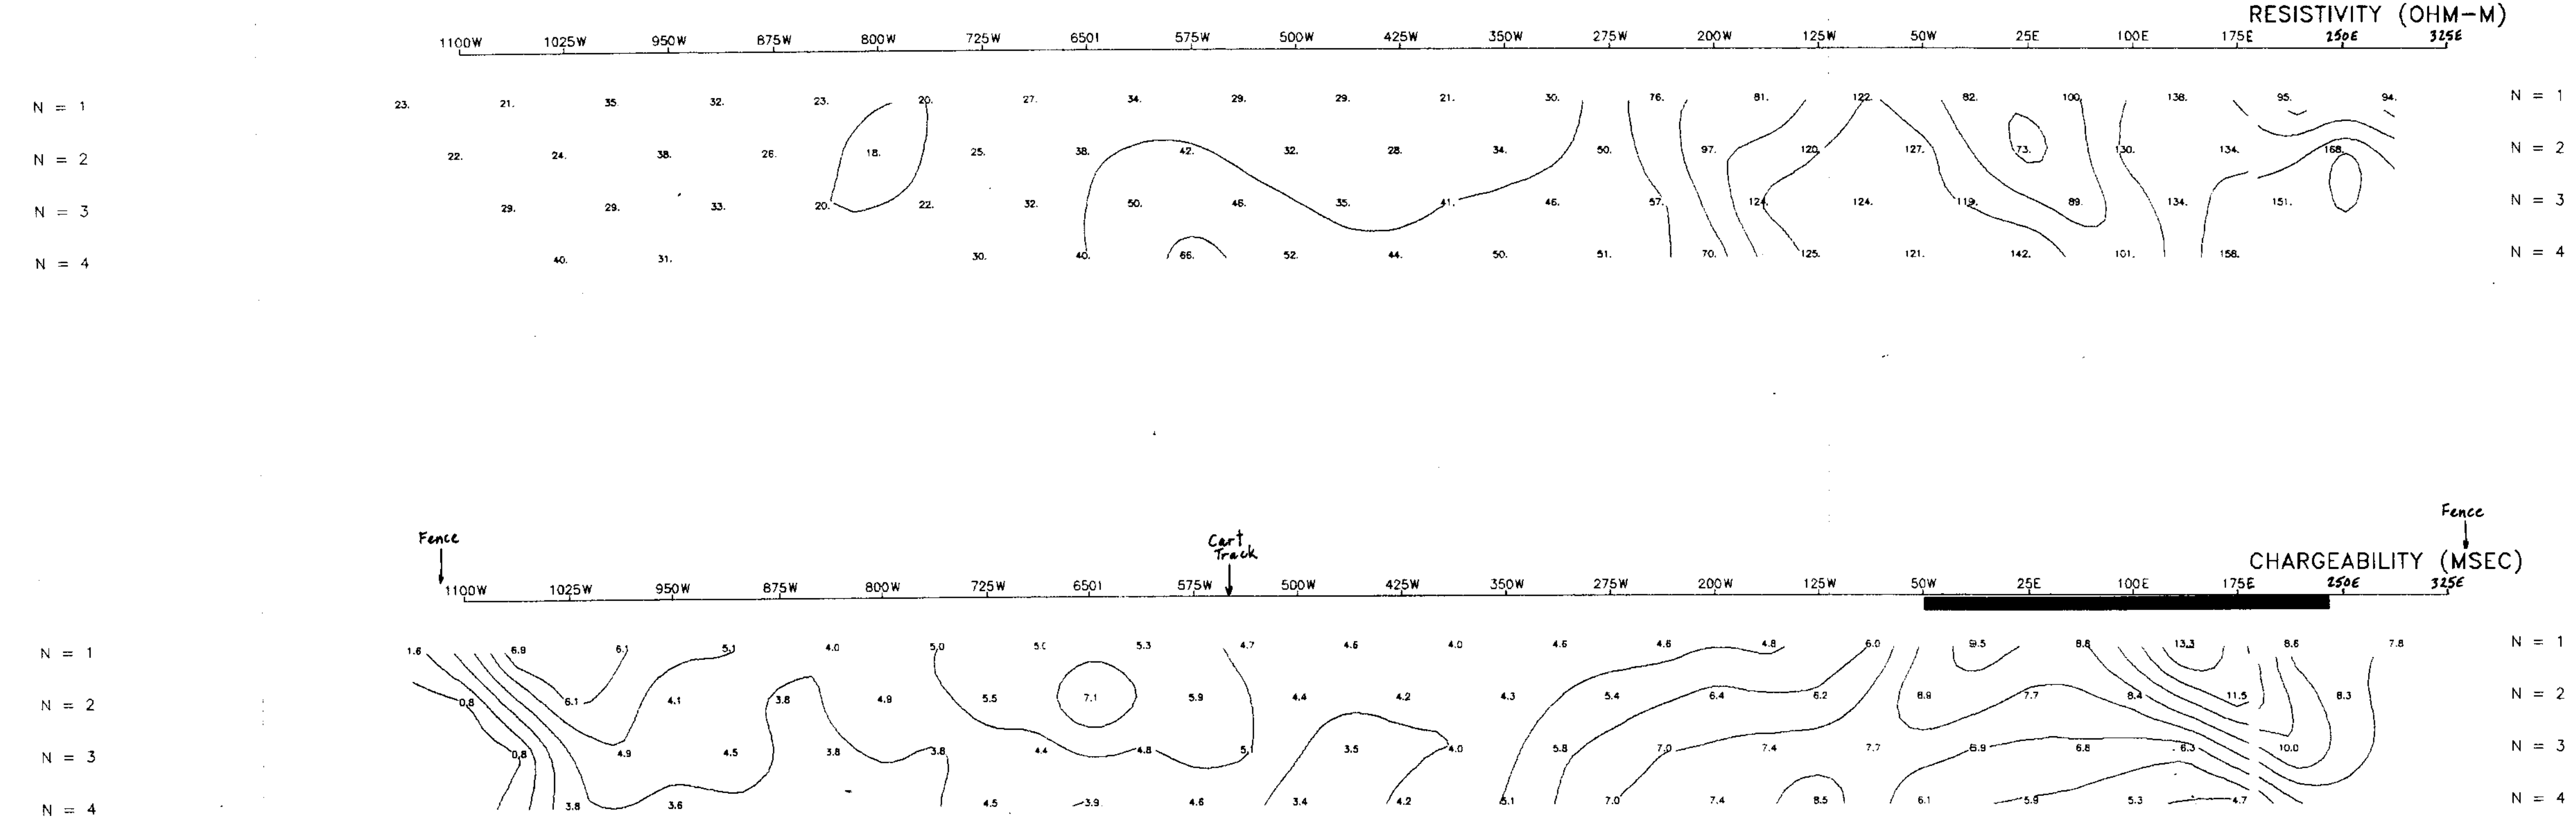 RESISTIVITY (OHM-M)
1100W 1025W 950W 875W 800W 725W 6501 575W 500W 425W 350W 275W 200W 125W 50W 25E 100E 175E 250E 325E
N = 1 23. 21. 35. 32. 23. 20. 27. 34. 29. 29. 21. 30. 76. 81. 122. 82. 100. 138. 95. 94. N = 1
N = 2 22. 24. 38. 26. 18. 25. 38. 42. 32. 28. 34. 50. 97. 120. 127. 73. 130. 134. 168. N = 2
N = 3 29. 29. 33. 20. 22. 32. 50. 46. 35. 41. 46. 57. 124. 124. 119. 89. 134. 151. N = 3
N = 4 40. 31. 30. 40. 66. 52. 44. 50. 51. 70. 125. 121. 142. 101. 158. N = 4
Fence Cart Track Fence
CHARGEABILITY (MSEC)
1100W 1025W 950W 875W 800W 725W 6501 575W 500W 425W 350W 275W 200W 125W 50W 25E 100E 175E 250E 325E
N = 1 1.6 6.9 6.1 5.1 4.0 5.0 5.0 5.3 4.7 4.6 4.0 4.6 4.6 4.8 6.0 9.5 8.8 13.3 8.6 7.8 N = 1
N = 2 0.8 6.1 4.1 3.8 4.9 5.5 7.1 5.9 4.4 4.2 4.3 5.4 6.4 6.2 8.9 7.7 8.4 11.5 8.3 N = 2
N = 3 0.8 4.9 4.5 3.8 3.8 4.4 4.8 5.1 3.5 4.0 5.8 7.0 7.4 7.7 6.9 6.8 6.3 10.0 N = 3
N = 4 3.8 3.6 4.5 3.9 4.6 3.4 4.2 5.1 7.0 7.4 8.5 6.1 5.9 5.3 4.7 N = 4